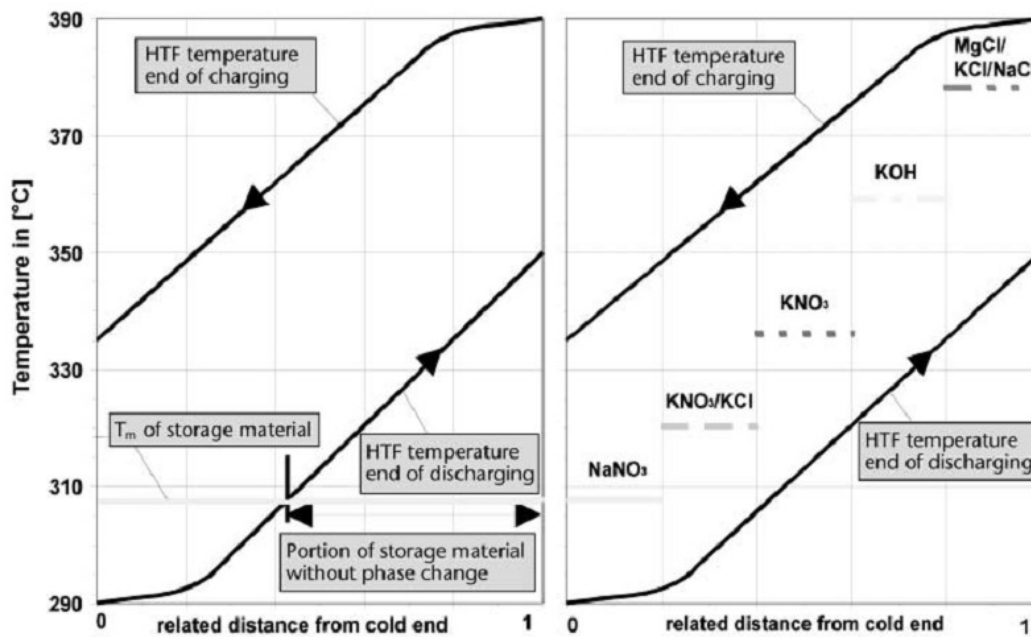 Temperature in [°C]
390
370
350
330
310
290
HTF temperature
end of charging
Tm of storage material
HTF temperature
end of discharging
Portion of storage material
without phase change
0
related distance from cold end
1
HTF temperature
end of charging
MgCl/
KCl/NaCl
KOH
KNO₃
KNO₃/KCl
NaNO₃
HTF temperature
end of discharging
0
related distance from cold end
1